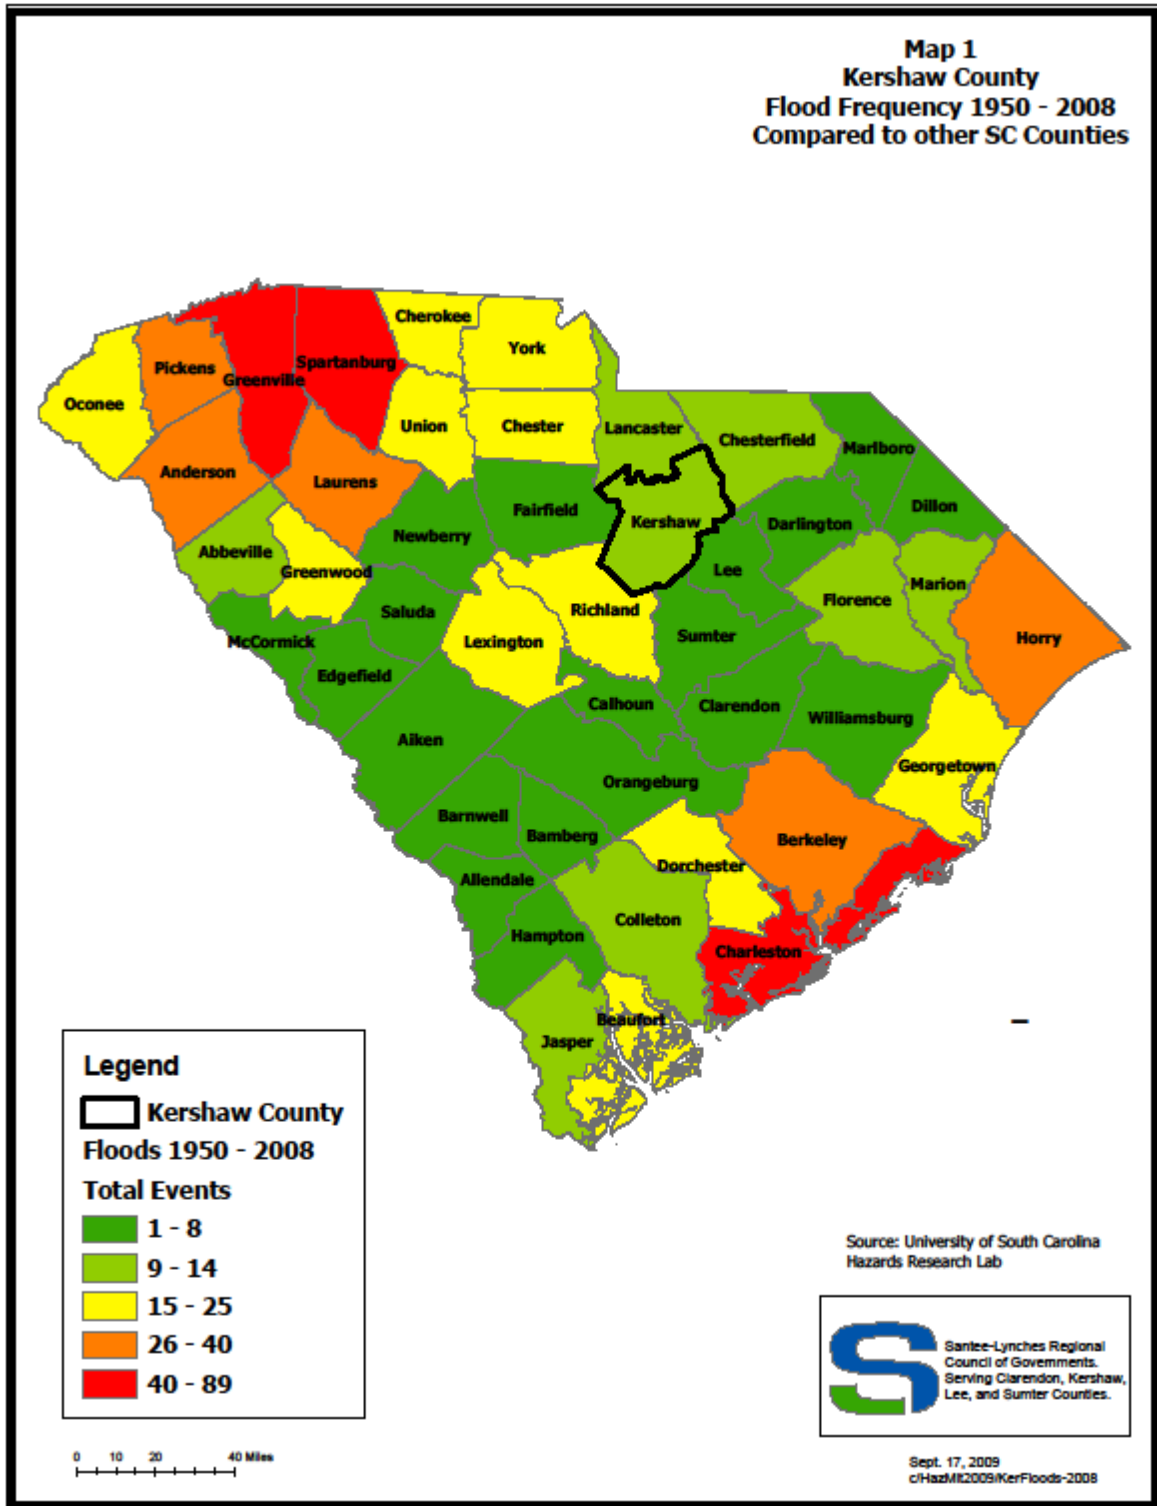 Map 1
Kershaw County
Flood Frequency 1950 - 2008
Compared to other SC Counties
Cherokee
York
Pickens
Spartanburg
Greenville
Oconee
Union
Chester
Lancaster
Chesterfield
Marlboro
Anderson
Laurens
Fairfield
Kershaw
Darlington
Dillon
Newberry
Abbeville
Greenwood
Lee
Marion
Florence
Saluda
Richland
McCormick
Lexington
Sumter
Horry
Edgefield
Calhoun
Clarendon
Williamsburg
Aiken
Georgetown
Orangeburg
Barnwell
Bamberg
Berkeley
Dorchester
Allendale
Colleton
Hampton
Charleston
Beaufort
Jasper
Legend
Kershaw County
Floods 1950 - 2008
Total Events
1 - 8
9 - 14
15 - 25
26 - 40
40 - 89
0 10 20 40 Miles
Source: University of South Carolina
Hazards Research Lab
Santee-Lynches Regional
Council of Governments.
Serving Clarendon, Kershaw,
Lee, and Sumter Counties.
Sept. 17, 2009
c/HazMit2009/KerFloods-2008